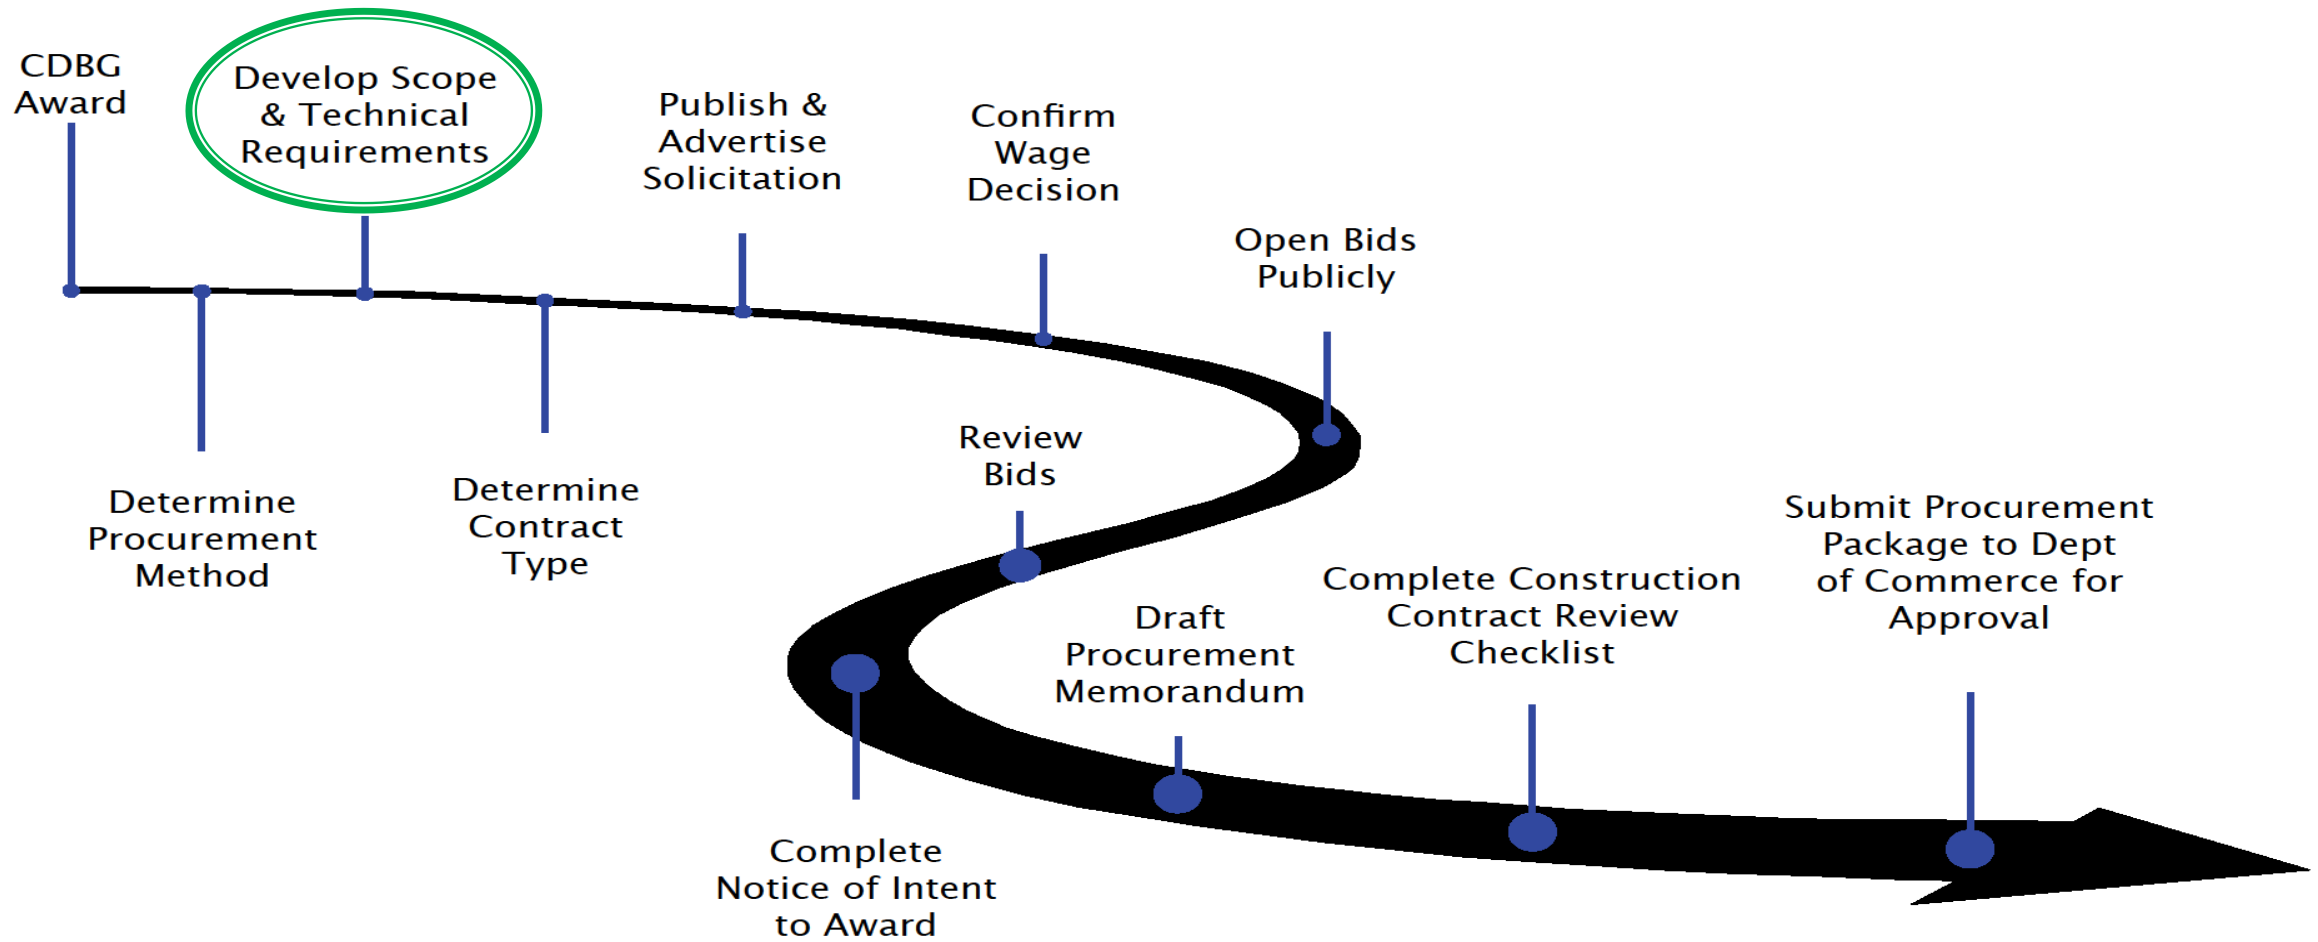 CDBG
Award
Determine
Procurement
Method
Develop Scope
& Technical
Requirements
Determine
Contract
Type
Publish &
Advertise
Solicitation
Confirm
Wage
Decision
Open Bids
Publicly
Review
Bids
Complete
Notice of Intent
to Award
Draft
Procurement
Memorandum
Complete Construction
Contract Review
Checklist
Submit Procurement
Package to Dept
of Commerce for
Approval